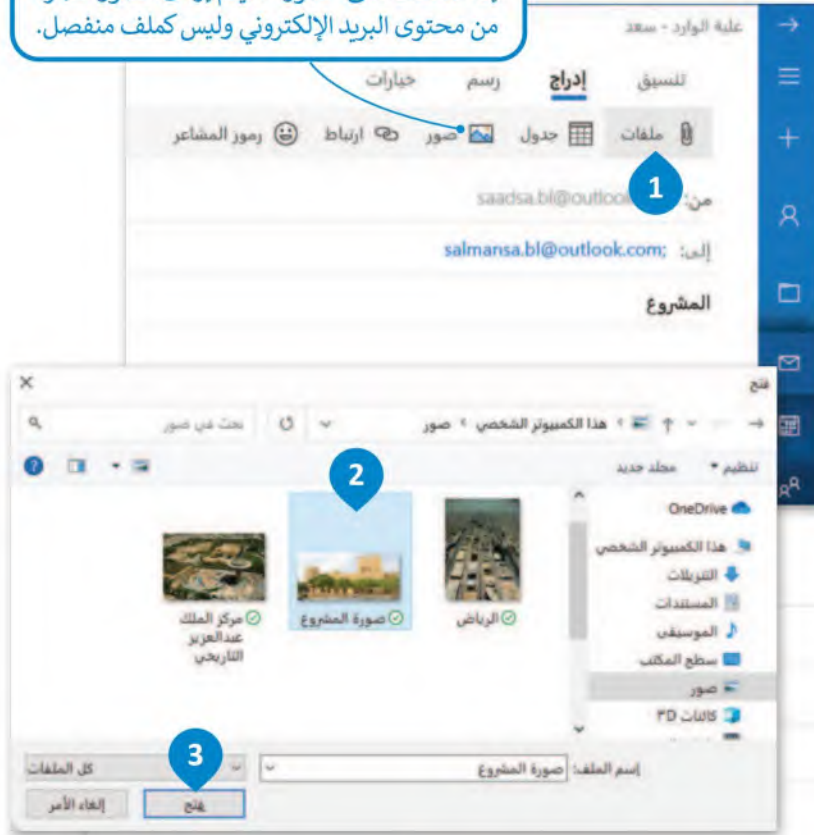 من محتوى البريد الإلكتروني وليس كملف منفصل.
علبة الوارد - سعد
تنسيق إدراج رسم خيارات
ملفات جدول صور ارتباط رموز المشاعر
1
من: saadsa.bl@outloo
إلى: salmansa.bl@outlook.com;
المشروع
فتح
هذا الكمبيوتر الشخصي › صور بحث في صور
تنظيم مجلد جديد
2
OneDrive
هذا الكمبيوتر الشخصي
التنزيلات
المستندات
الموسيقى
سطح المكتب
صور
كائنات ٣D
الرياض
صورة المشروع
مركز الملك
عبدالعزيز
التاريخي
إسم الملف: صورة المشروع كل الملفات
3
فتح إلغاء الأمر